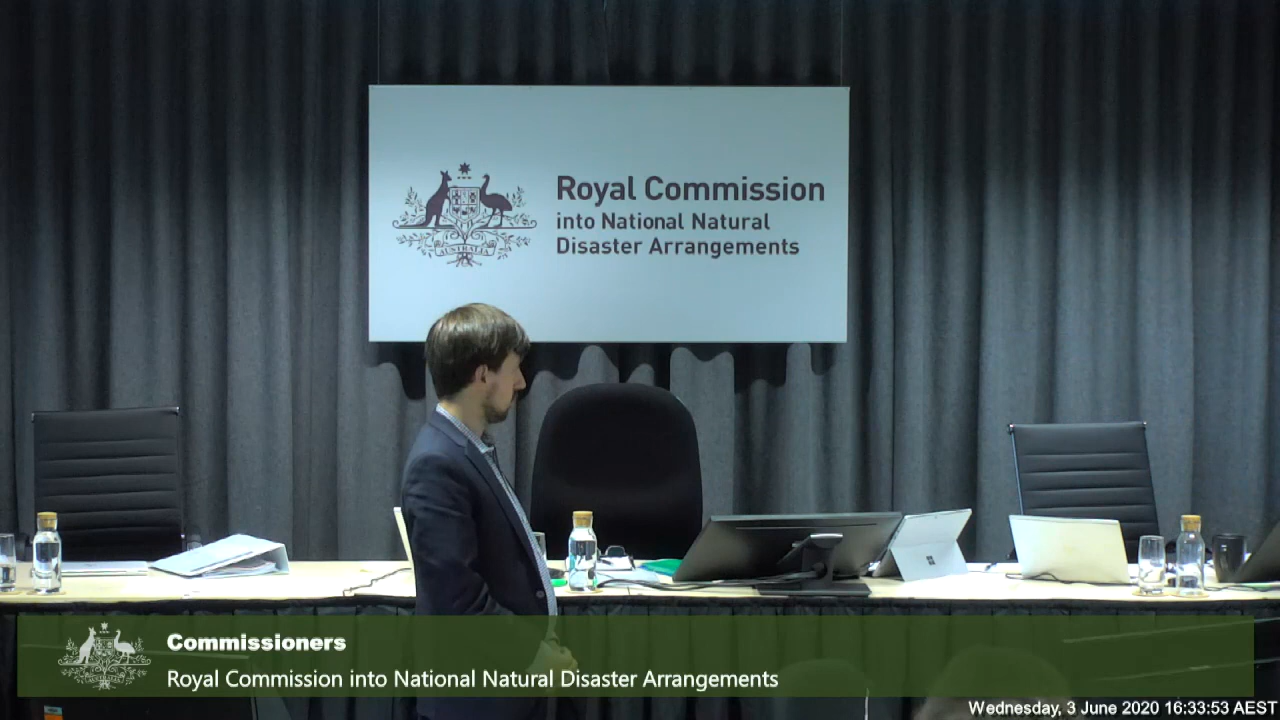 Royal Commission
into National Natural
Disaster Arrangements
AUSTRALIA
Commissioners
Royal Commission into National Natural Disaster Arrangements
Wednesday, 3 June 2020 16:33:53 AEST